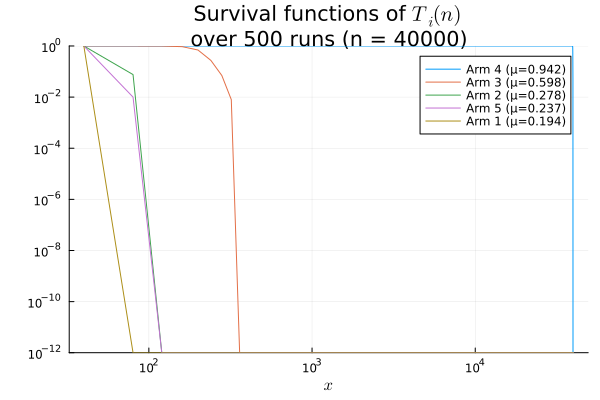 Survival functions of T_i(n)
over 500 runs (n = 40000)
10^0
10^−2
10^−4
10^−6
10^−8
10^−10
10^−12
Arm 4 (μ=0.942)
Arm 3 (μ=0.598)
Arm 2 (μ=0.278)
Arm 5 (μ=0.237)
Arm 1 (μ=0.194)
10^2
10^3
10^4
x